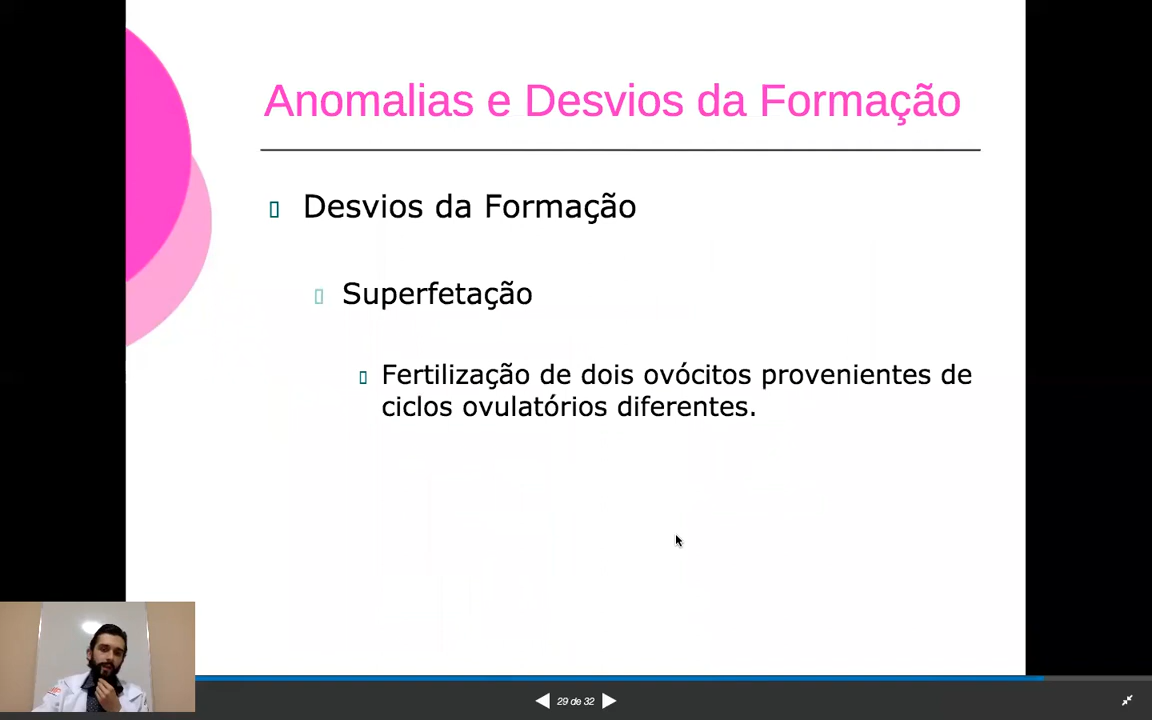 Anomalias e Desvios da Formação
Desvios da Formação
Superfetação
Fertilização de dois ovócitos provenientes de
ciclos ovulatórios diferentes.
29 de 32